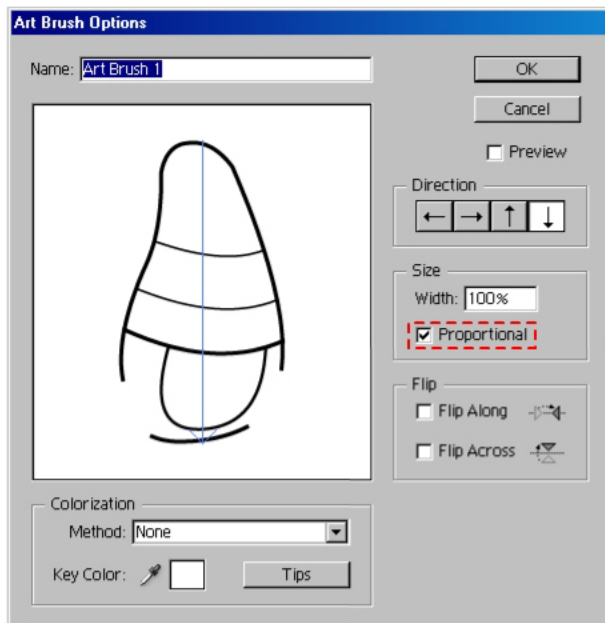 Art Brush Options
Name: Art Brush 1
OK
Cancel
Preview
Direction
Size
Width: 100%
Proportional
Flip
Flip Along
Flip Across
Colorization
Method: None
Key Color:
Tips